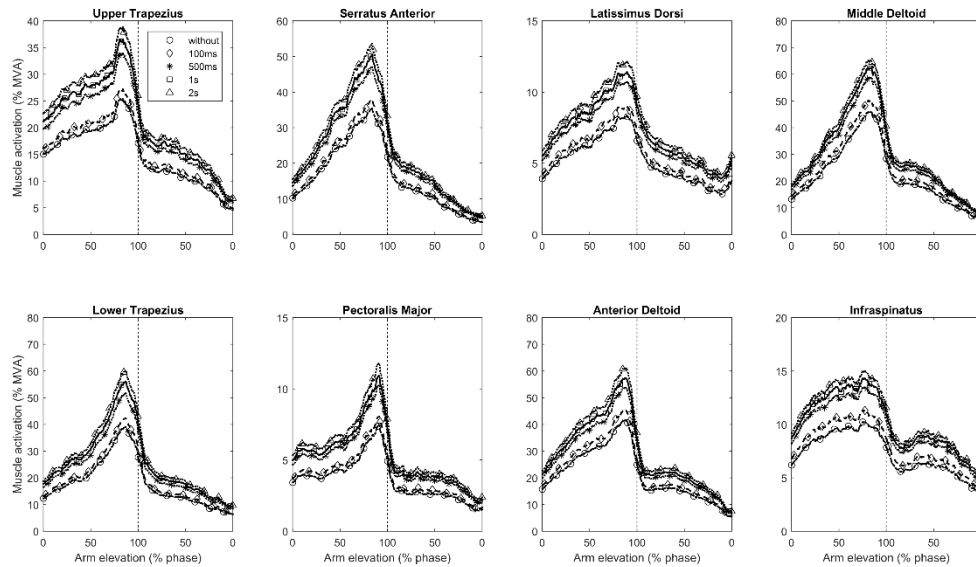 Upper Trapezius
Muscle activation (% MVA)
40
35
30
25
20
15
10
5
0
0 50 100 50 0
without
100ms
500ms
1s
2s
Serratus Anterior
60
50
40
30
20
10
0
0 50 100 50 0
Latissimus Dorsi
15
10
5
0
0 50 100 50 0
Middle Deltoid
80
70
60
50
40
30
20
10
0
0 50 100 50 0
Lower Trapezius
Muscle activation (% MVA)
80
70
60
50
40
30
20
10
0
0 50 100 50 0
Arm elevation (% phase)
Pectoralis Major
15
10
5
0
0 50 100 50 0
Arm elevation (% phase)
Anterior Deltoid
80
70
60
50
40
30
20
10
0
0 50 100 50 0
Arm elevation (% phase)
Infraspinatus
20
15
10
5
0
0 50 100 50 0
Arm elevation (% phase)